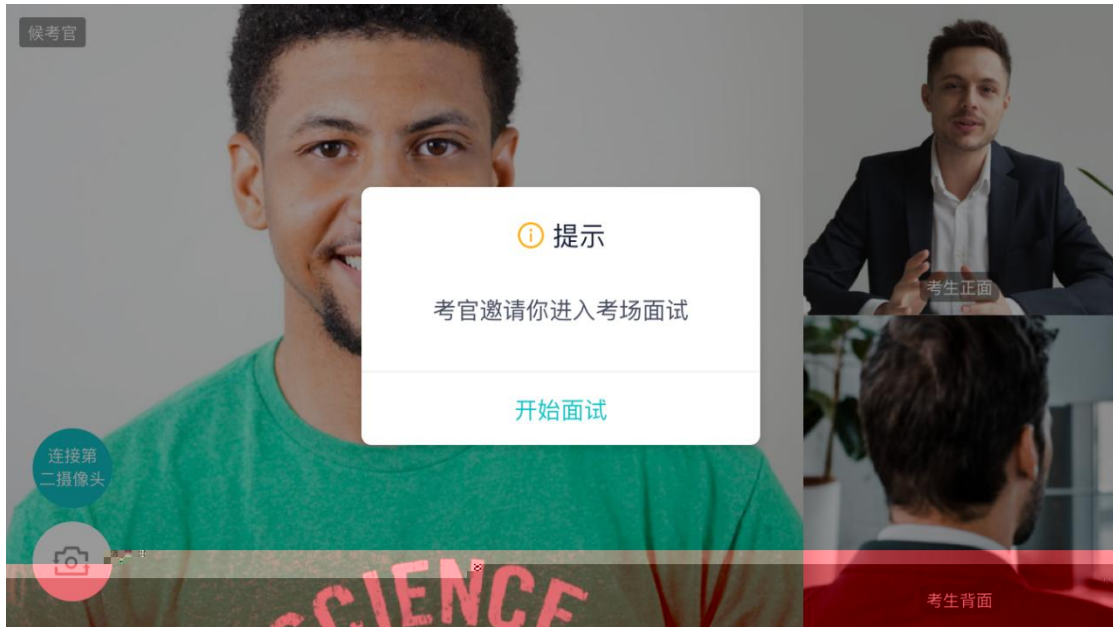 候考官
提示
考官邀请你进入考场面试
开始面试
考生正面
连接第
二摄像头
SCIENCE
考生背面